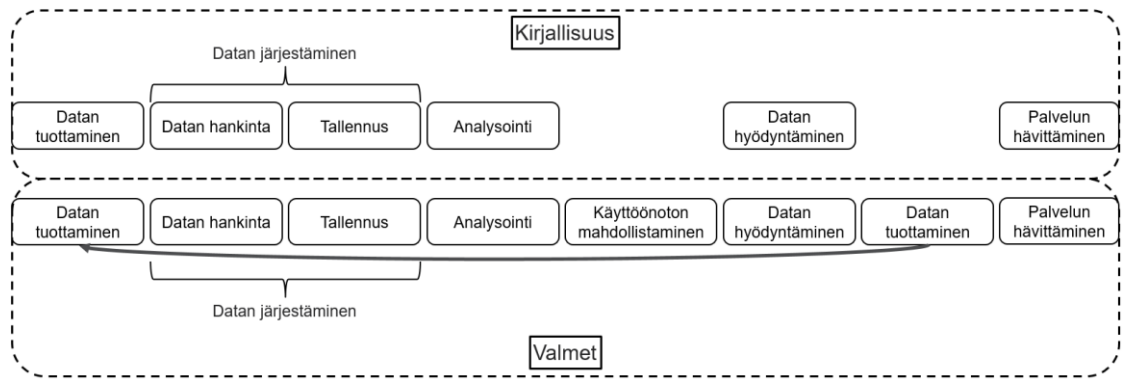 Kirjallisuus
Datan järjestäminen
Datan
tuottaminen
Datan hankinta
Tallennus
Analysointi
Datan
hyödyntäminen
Palvelun
hävittäminen
Datan
tuottaminen
Datan hankinta
Tallennus
Analysointi
Käyttöönoton
mahdollistaminen
Datan
hyödyntäminen
Datan
tuottaminen
Palvelun
hävittäminen
Datan järjestäminen
Valmet